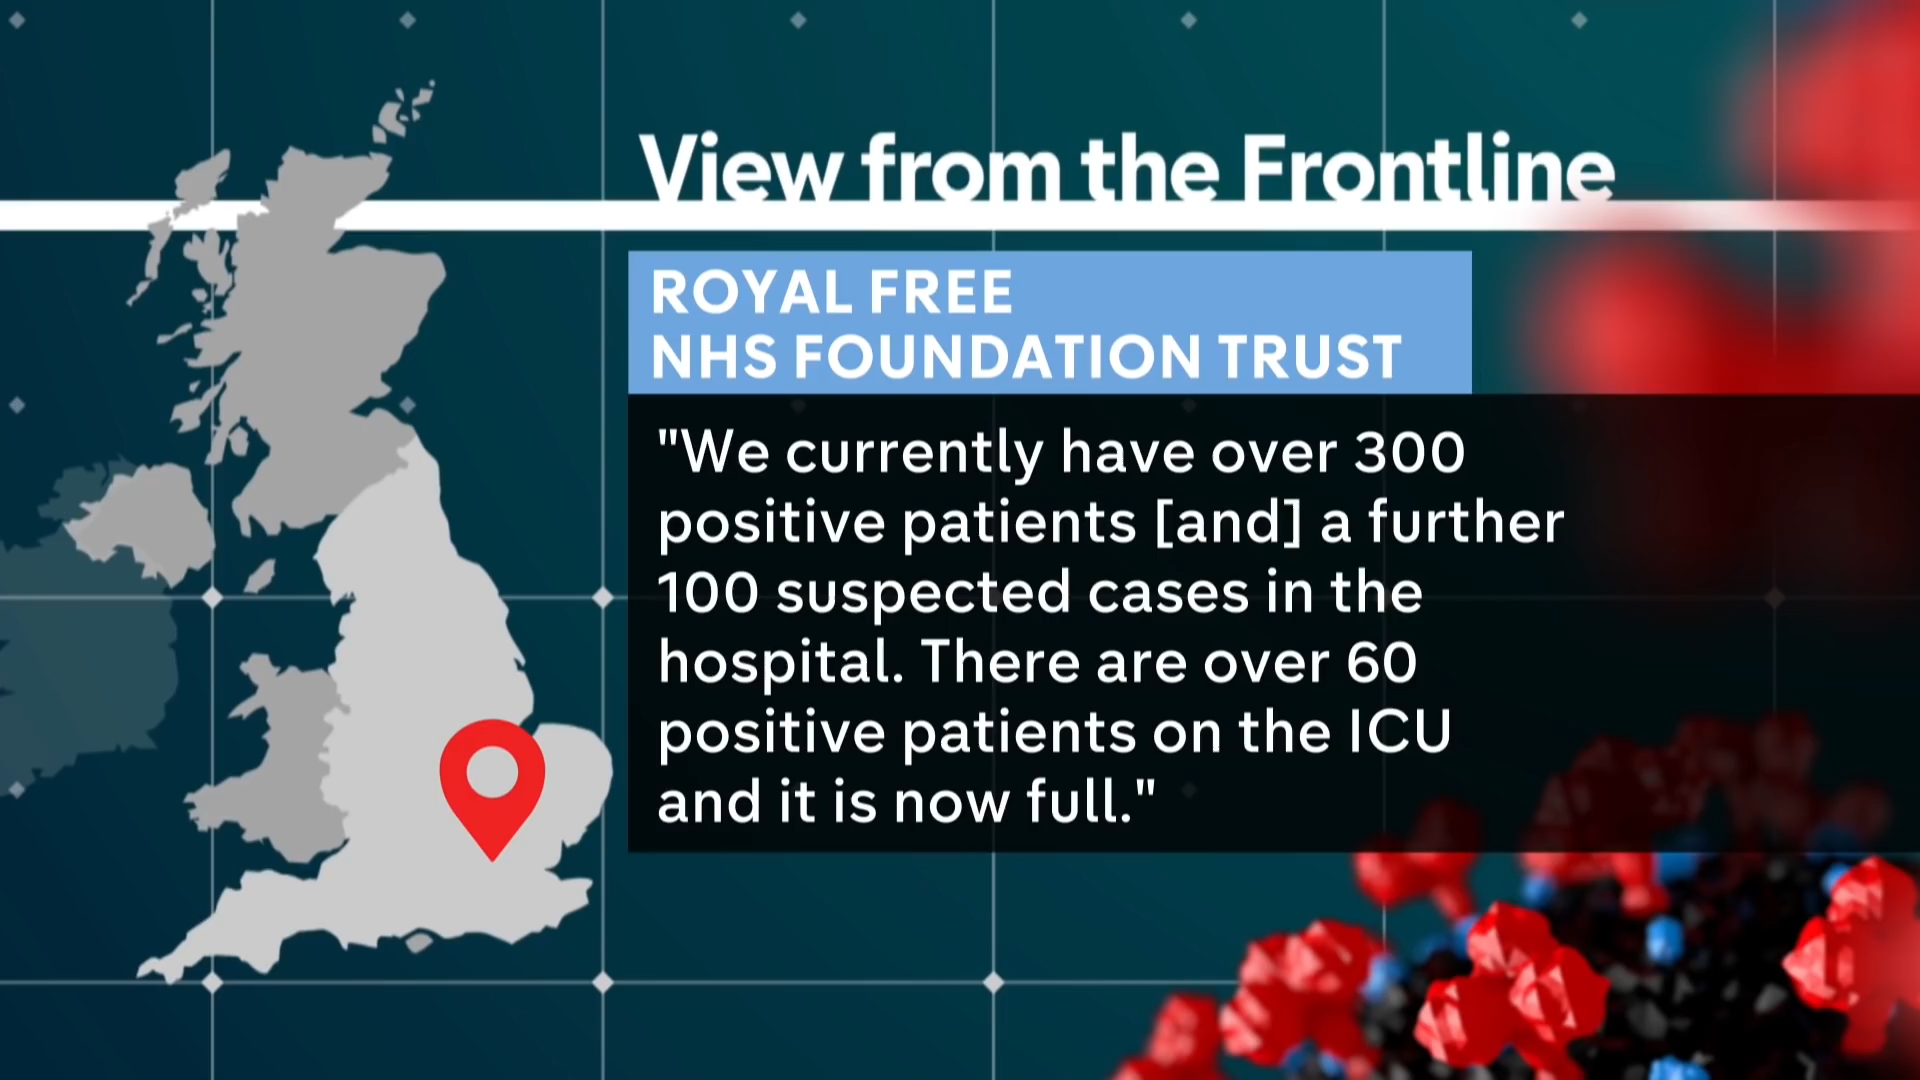 View from the Frontline
ROYAL FREE
NHS FOUNDATION TRUST
"We currently have over 300
positive patients [and] a further
100 suspected cases in the
hospital. There are over 60
positive patients on the ICU
and it is now full."